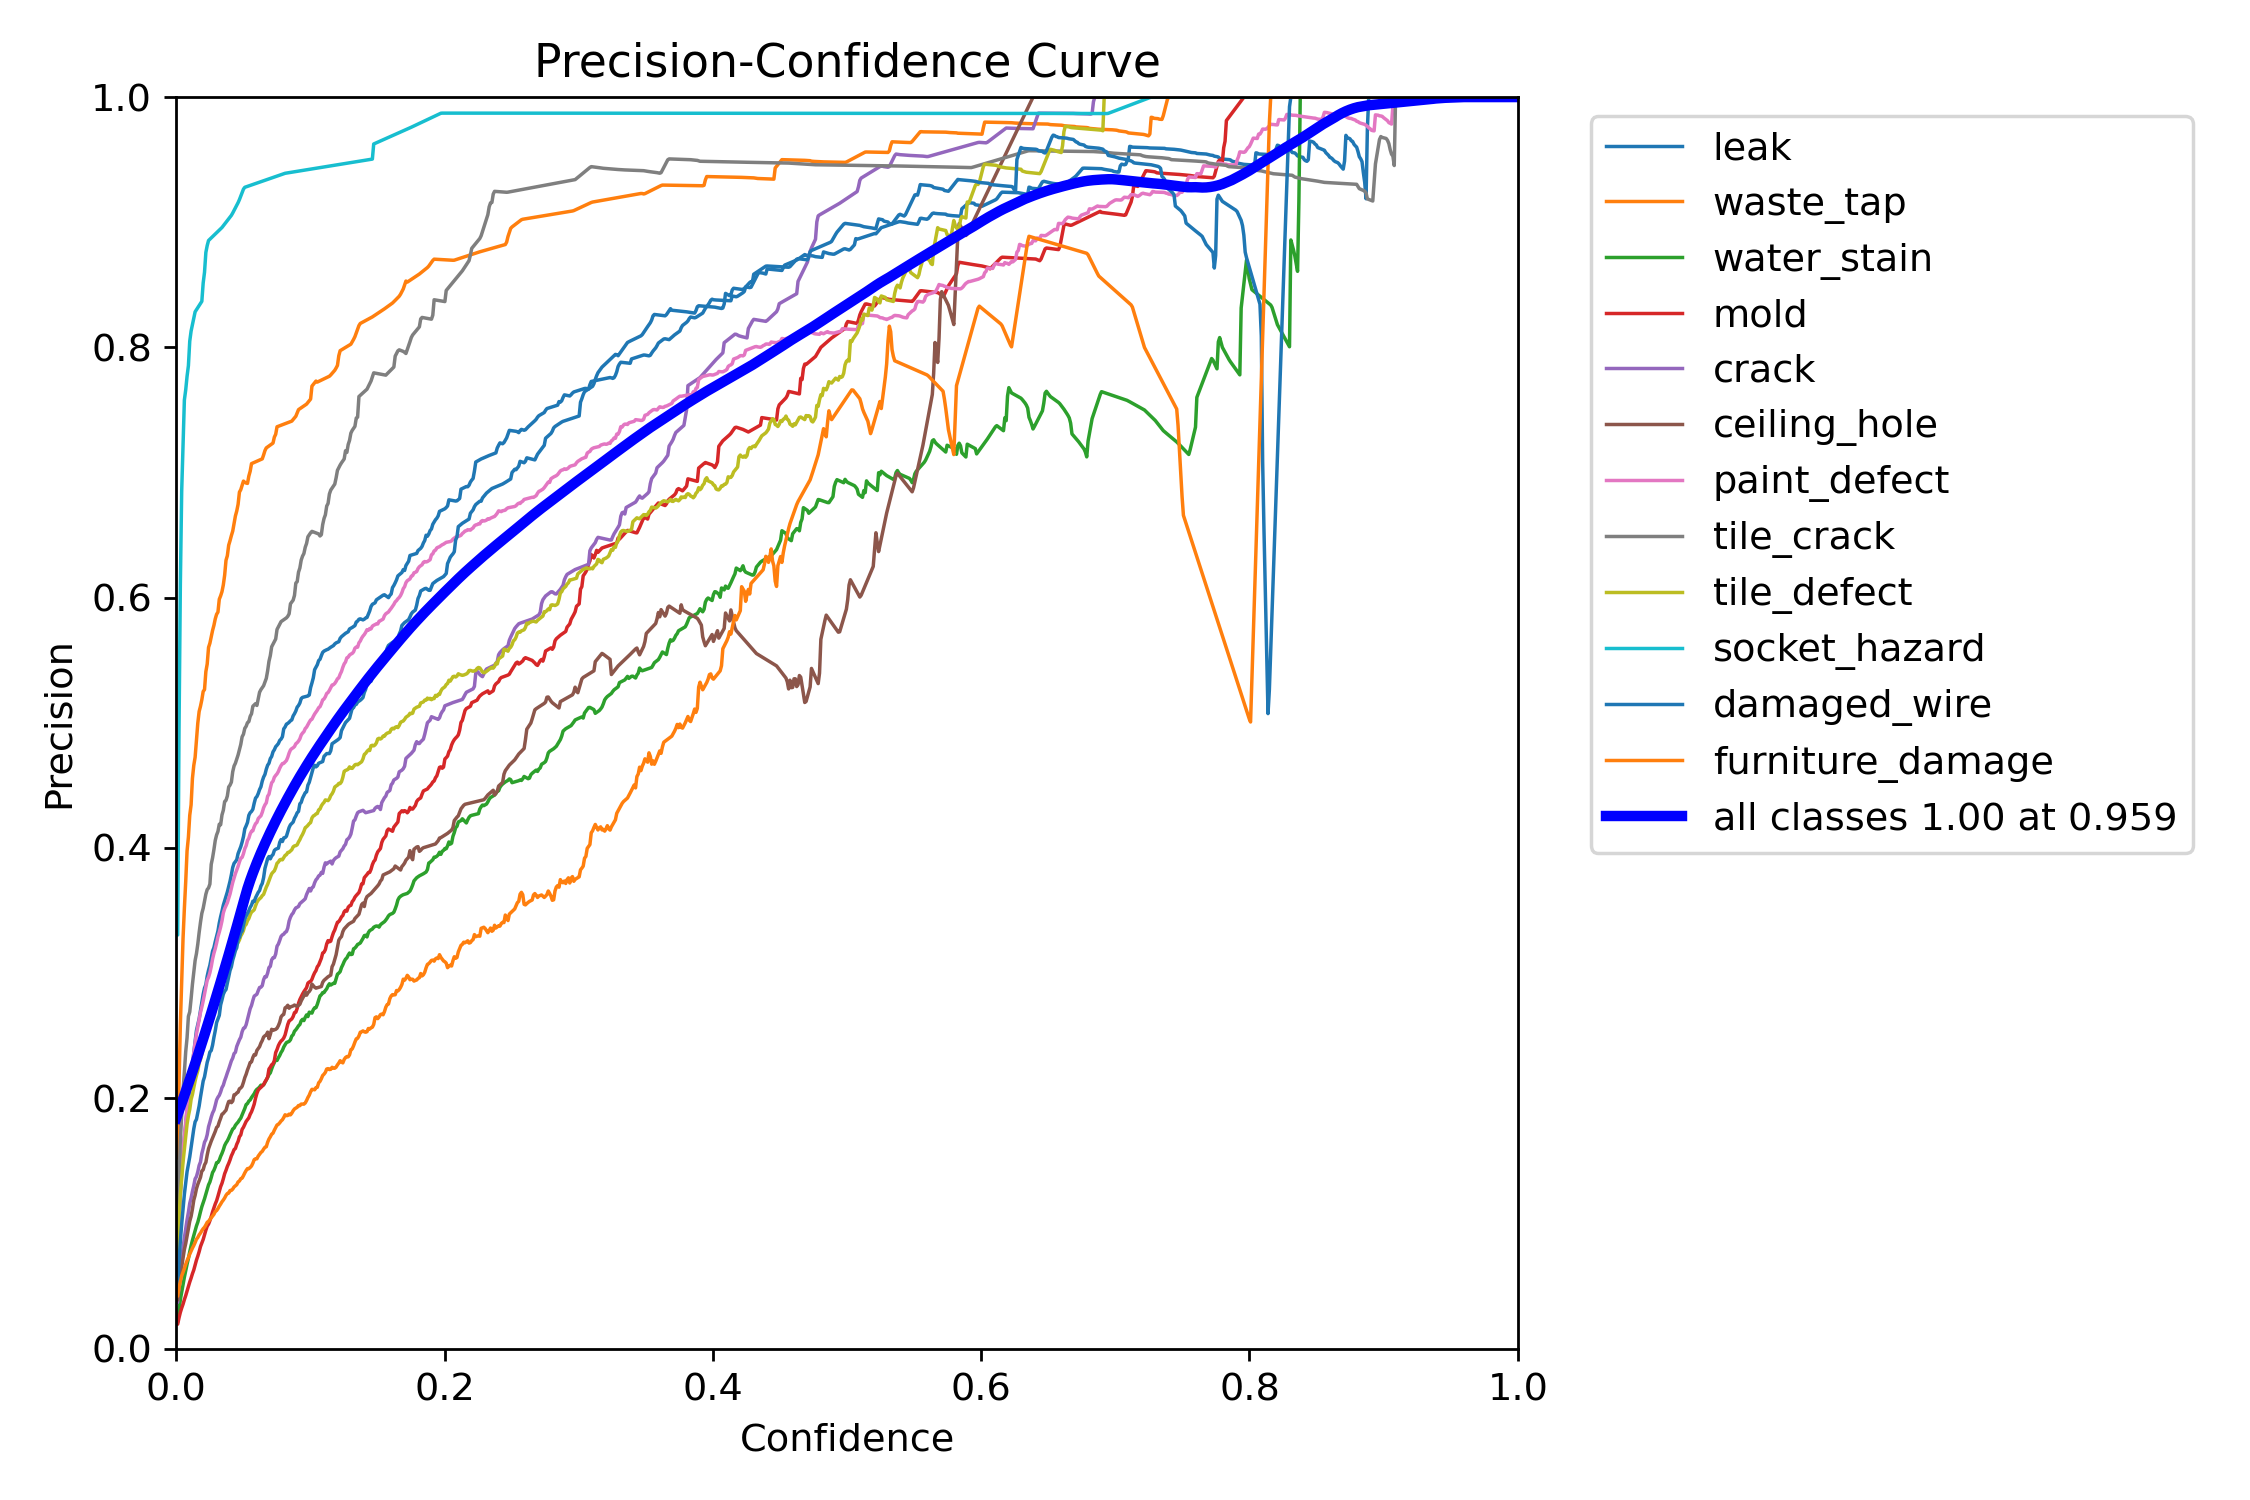 Precision-Confidence Curve
1.0
0.8
0.6
0.4
0.2
0.0
Precision
0.0 0.2 0.4 0.6 0.8 1.0
Confidence
leak
waste_tap
water_stain
mold
crack
ceiling_hole
paint_defect
tile_crack
tile_defect
socket_hazard
damaged_wire
furniture_damage
all classes 1.00 at 0.959